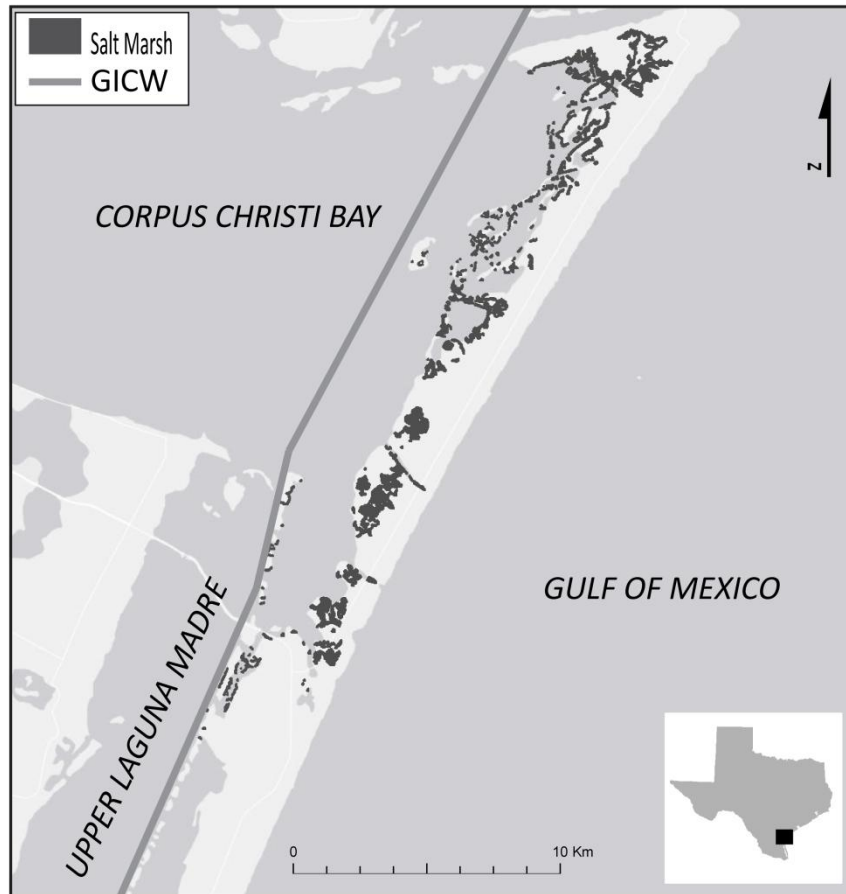 Salt Marsh
GICW
N
CORPUS CHRISTI BAY
GULF OF MEXICO
UPPER LAGUNA MADRE
0 10 Km